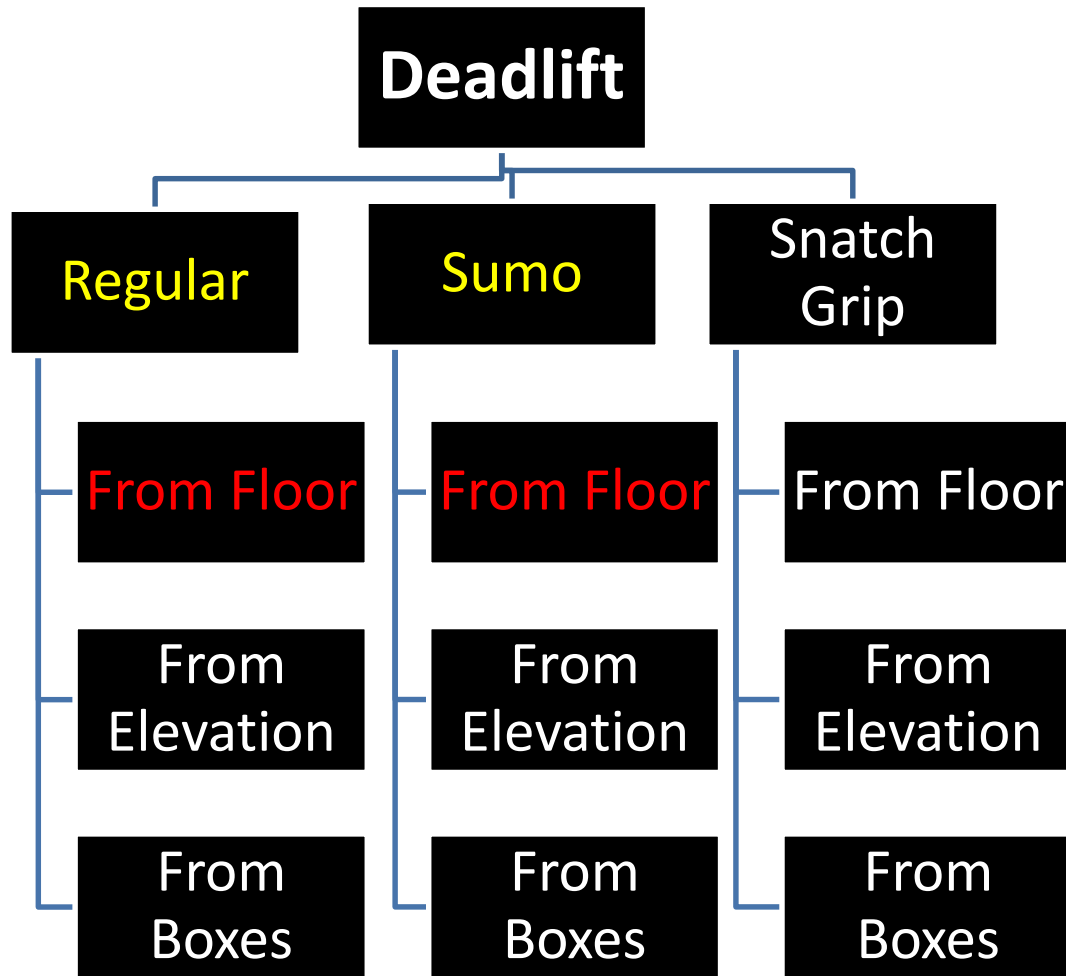 Deadlift
Regular
Sumo
Snatch
Grip
From Floor
From Floor
From Floor
From
Elevation
From
Elevation
From
Elevation
From
Boxes
From
Boxes
From
Boxes